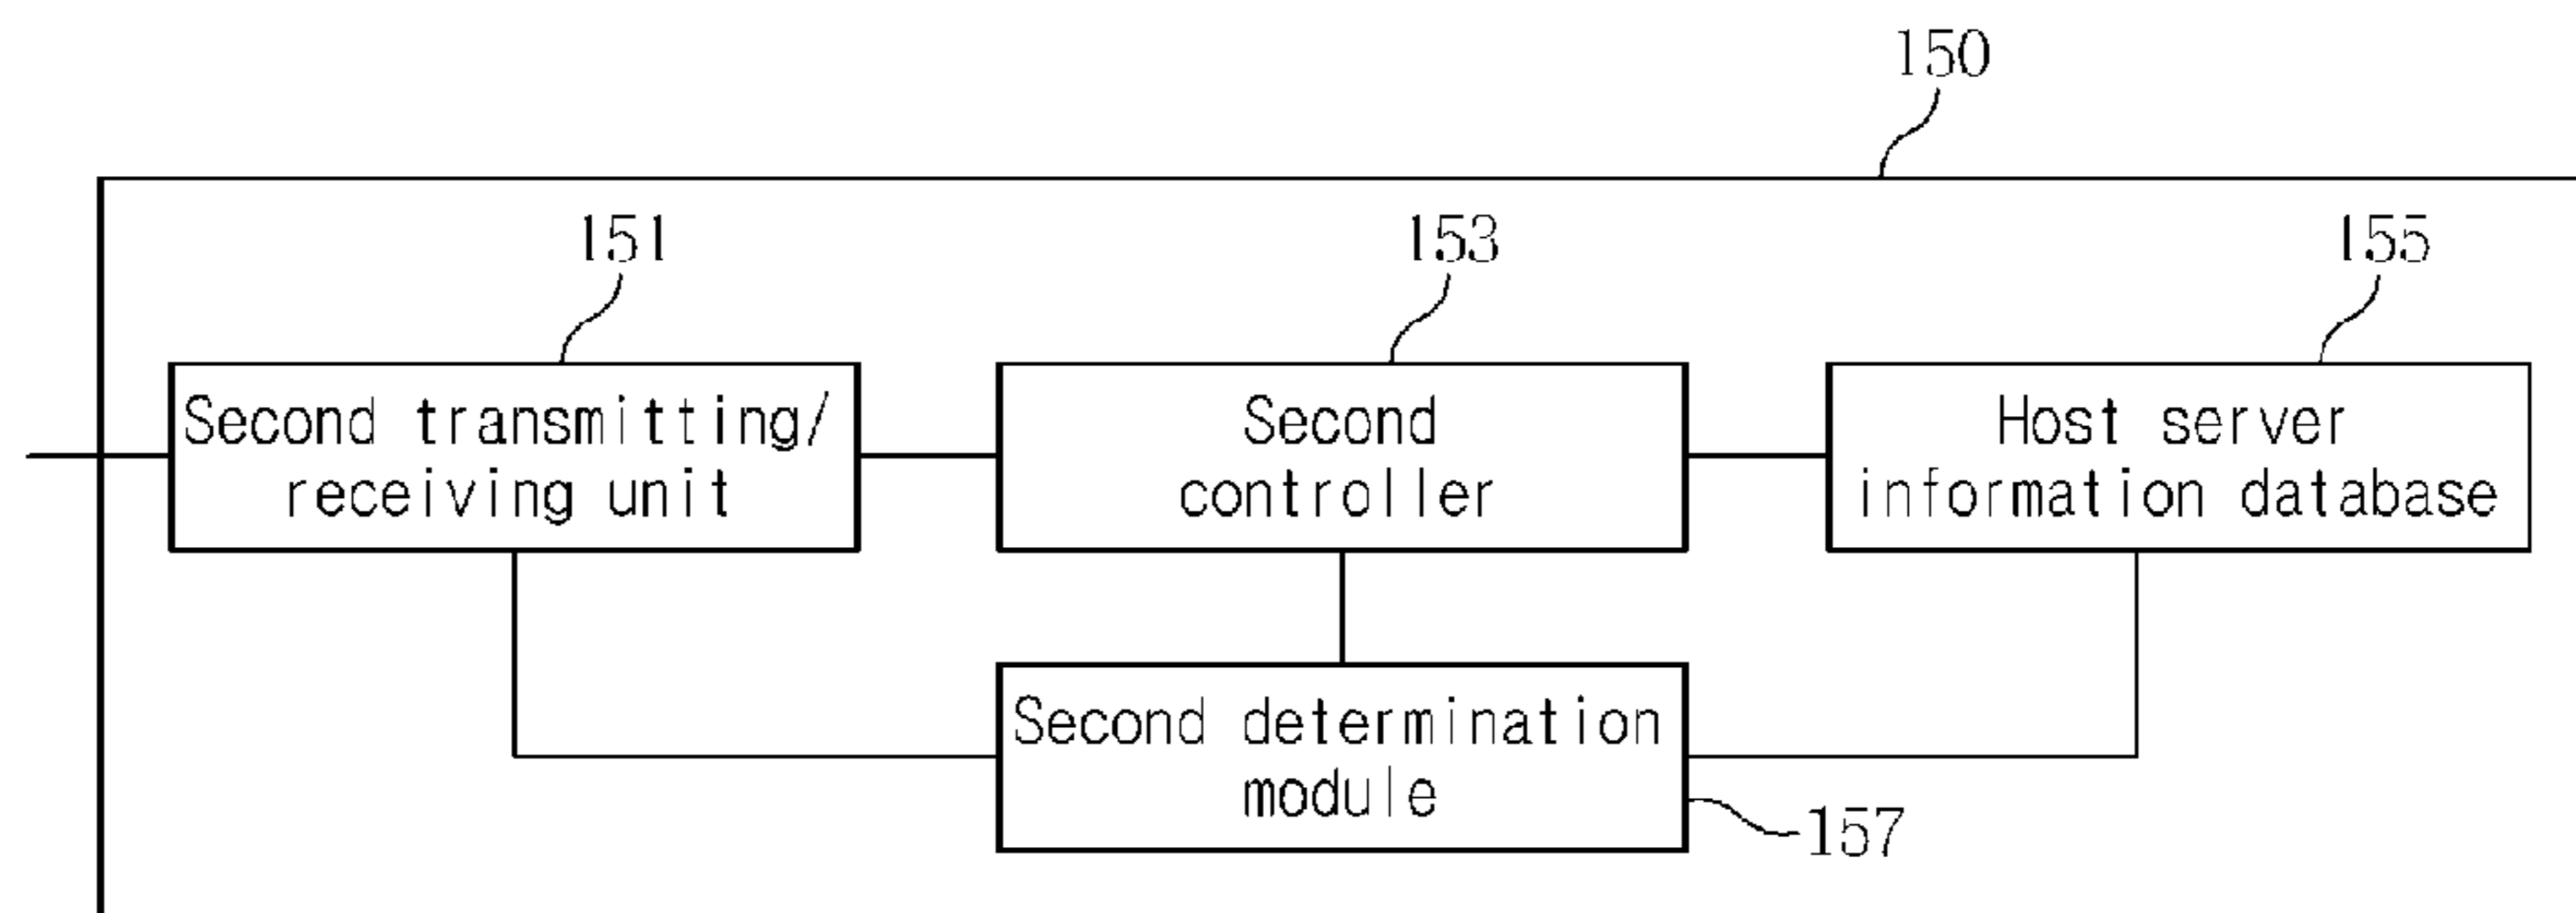 150
151
153
155
Second transmitting/
receiving unit
Second
controller
Host server
information database
Second determination
module
157